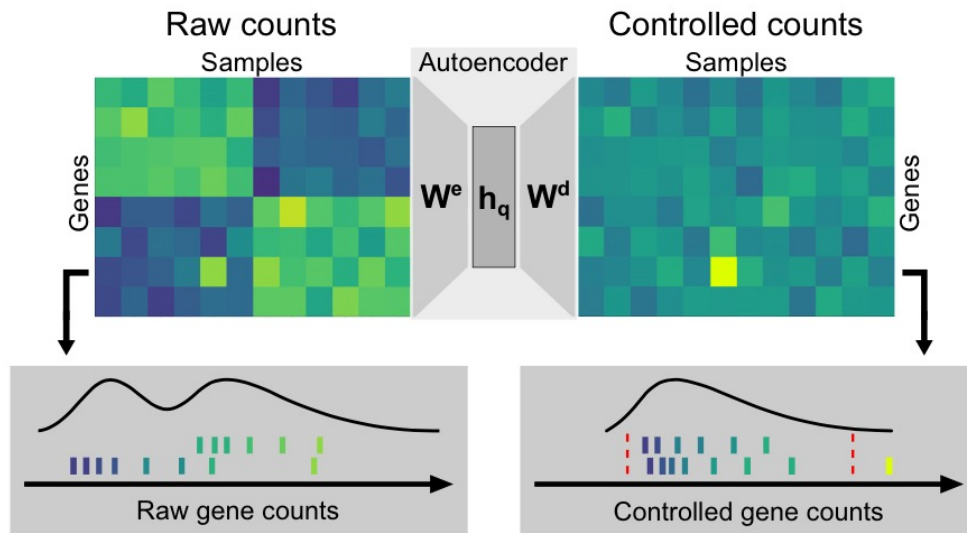 Raw counts
Samples
Genes
Autoencoder
Wᵉ
h_q
Wᵈ
Controlled counts
Samples
Genes
Raw gene counts
Controlled gene counts